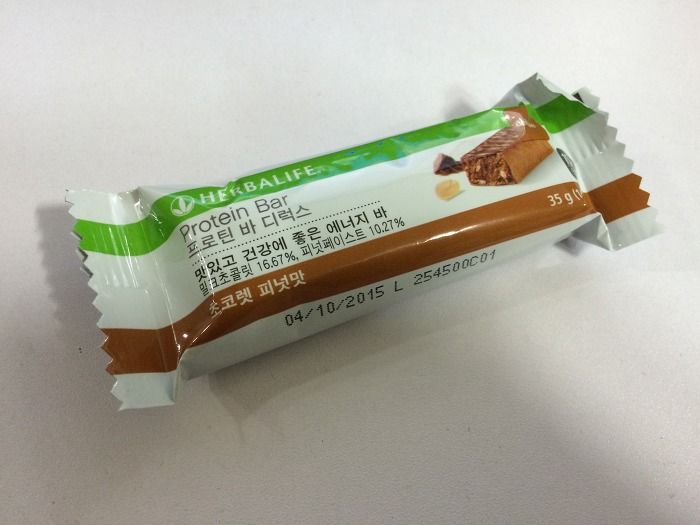 HERBALIFE
Protein Bar
프로틴 바 디럭스
맛있고 건강에 좋은 에너지 바
밀크초콜릿 16.67%, 피넛페이스트 10.27%
초코렛 피넛맛
35 g
04/10/2015 L 254500C01